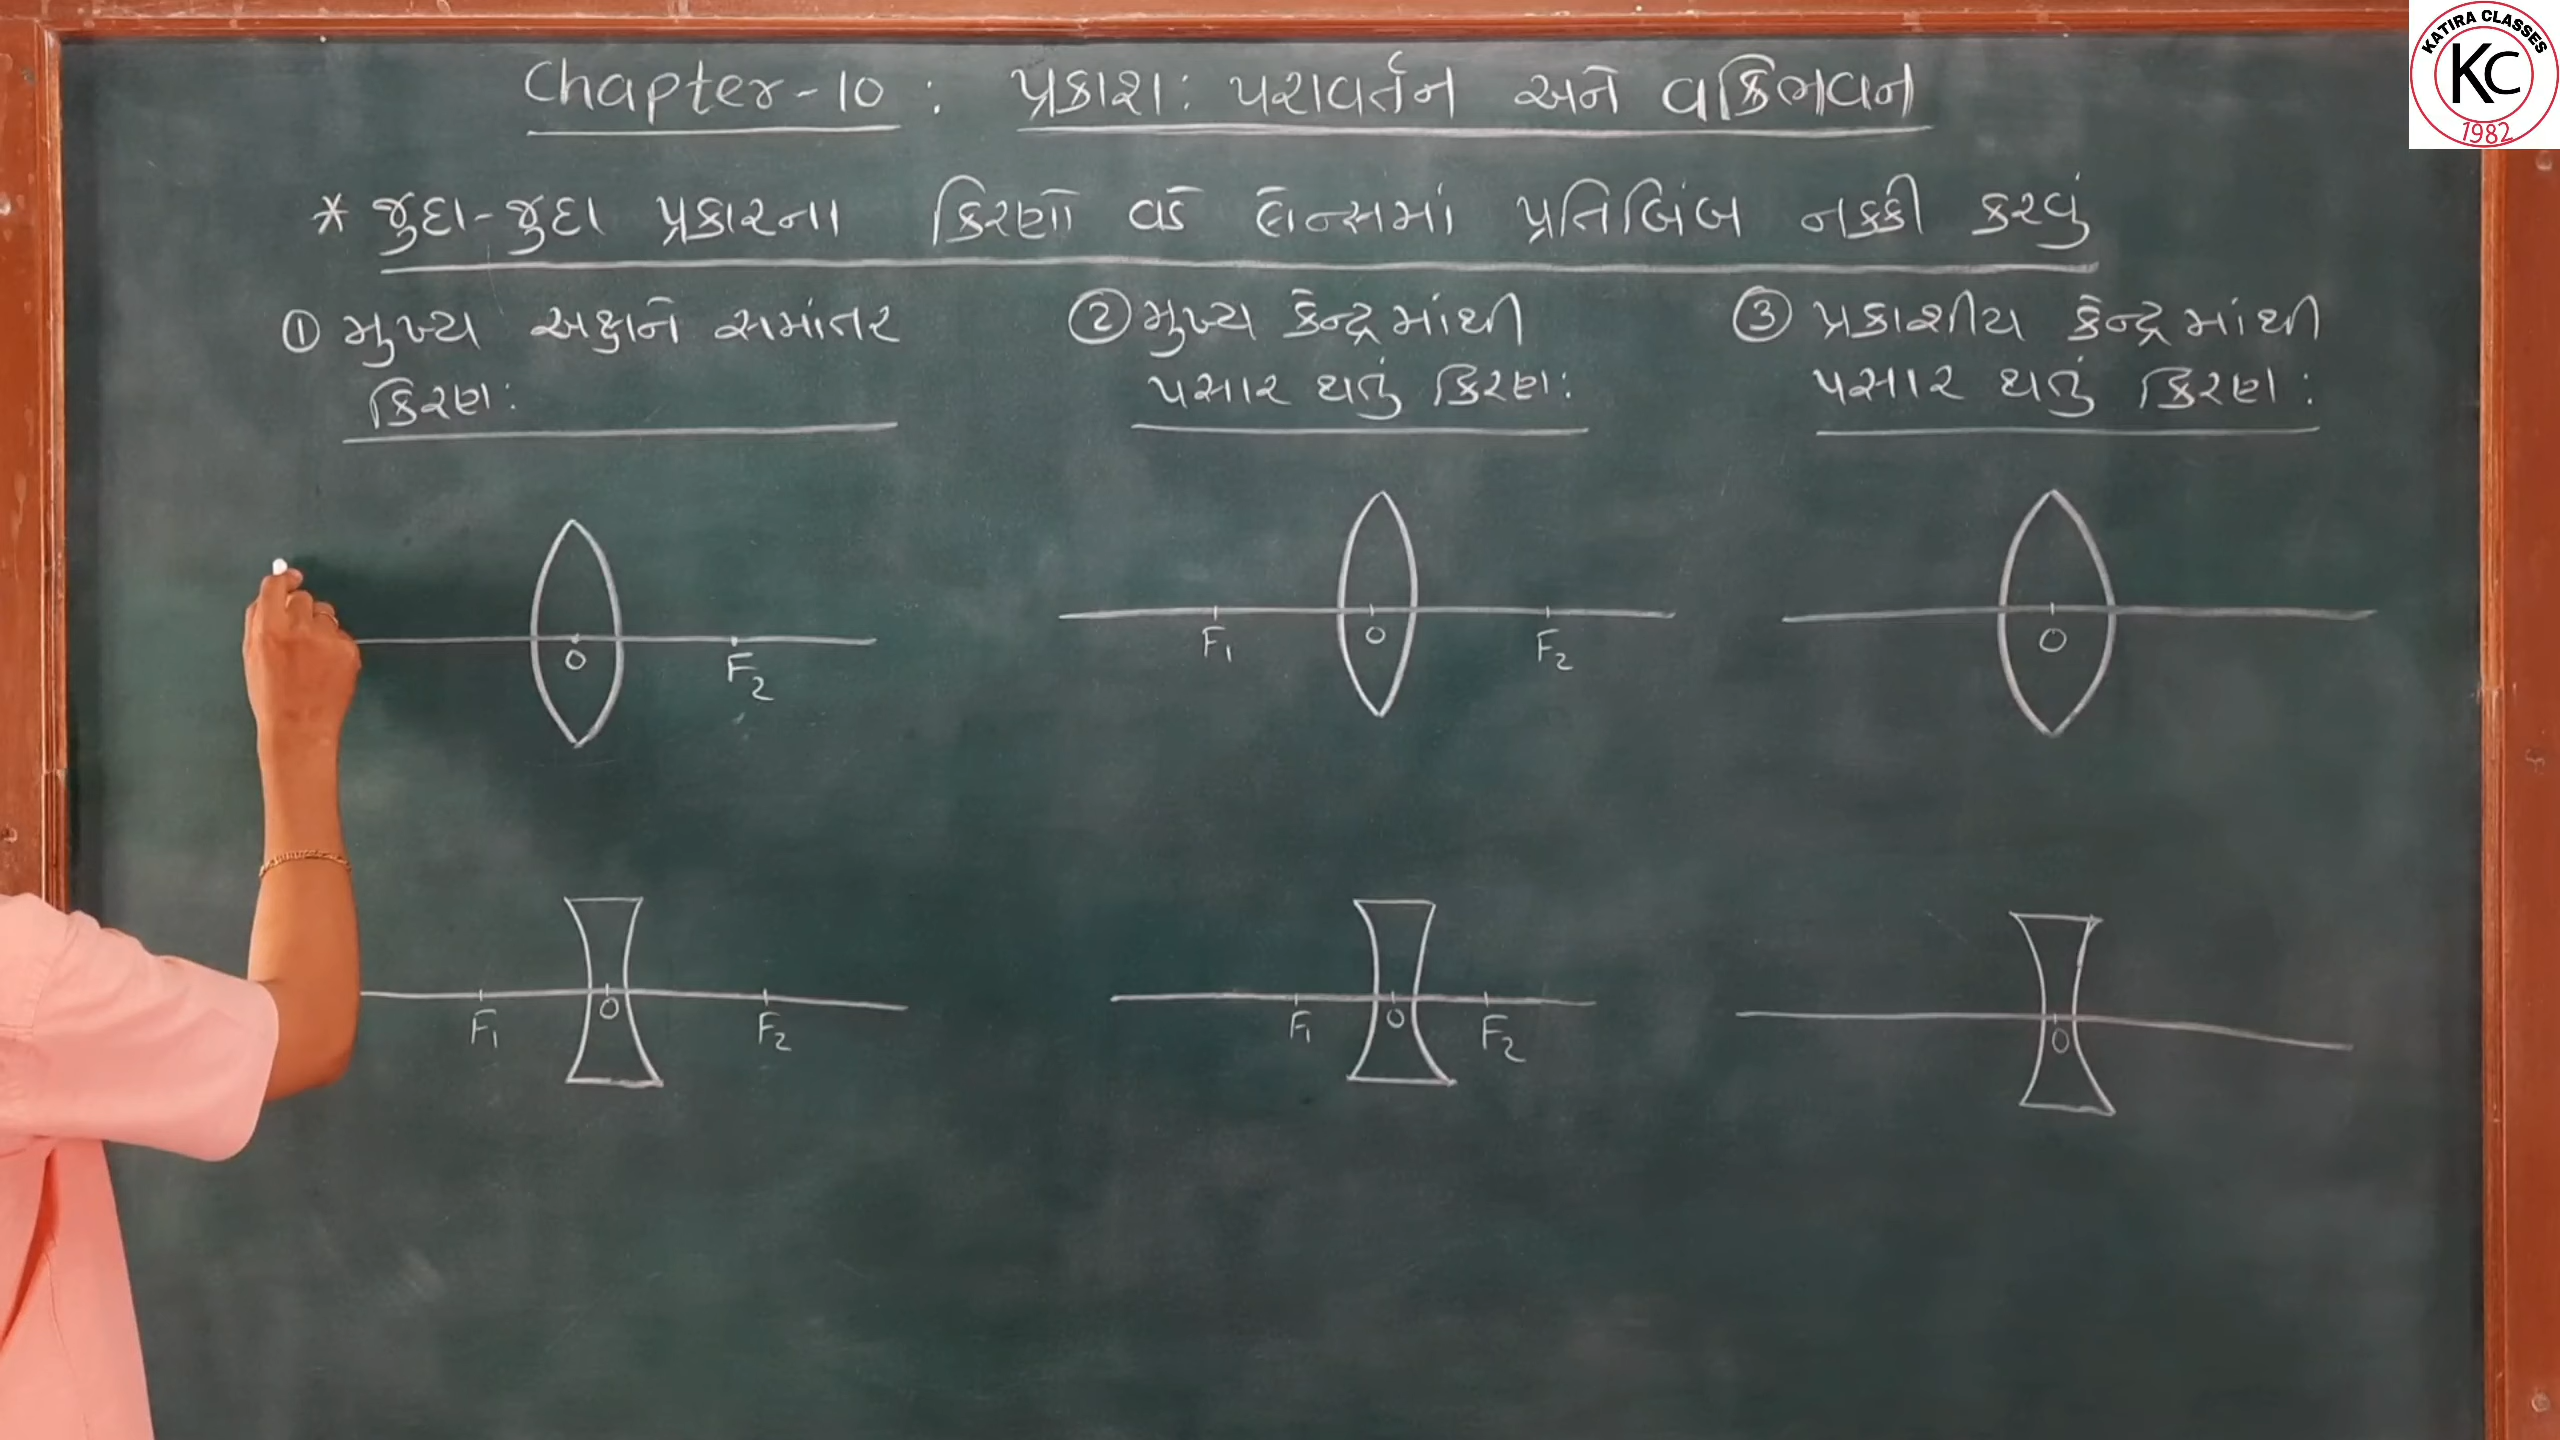 Chapter-10 : પ્રકાશ: પરાવર્તન અને વક્રિભવન
* જુદા-જુદા પ્રકારના કિરણો વડે લેન્સમાં પ્રતિબિંબ નક્કી કરવું
① મુખ્ય અક્ષને સમાંતર
કિરણ:
② મુખ્ય કેન્દ્રમાંથી
પસાર થતું કિરણ:
③ પ્રકાશીય કેન્દ્રમાંથી
પસાર થતું કિરણ:
O F2
F1 O F2
O
F1 O F2
F1 O F2
O
KATIRA CLASSES
KC
1982